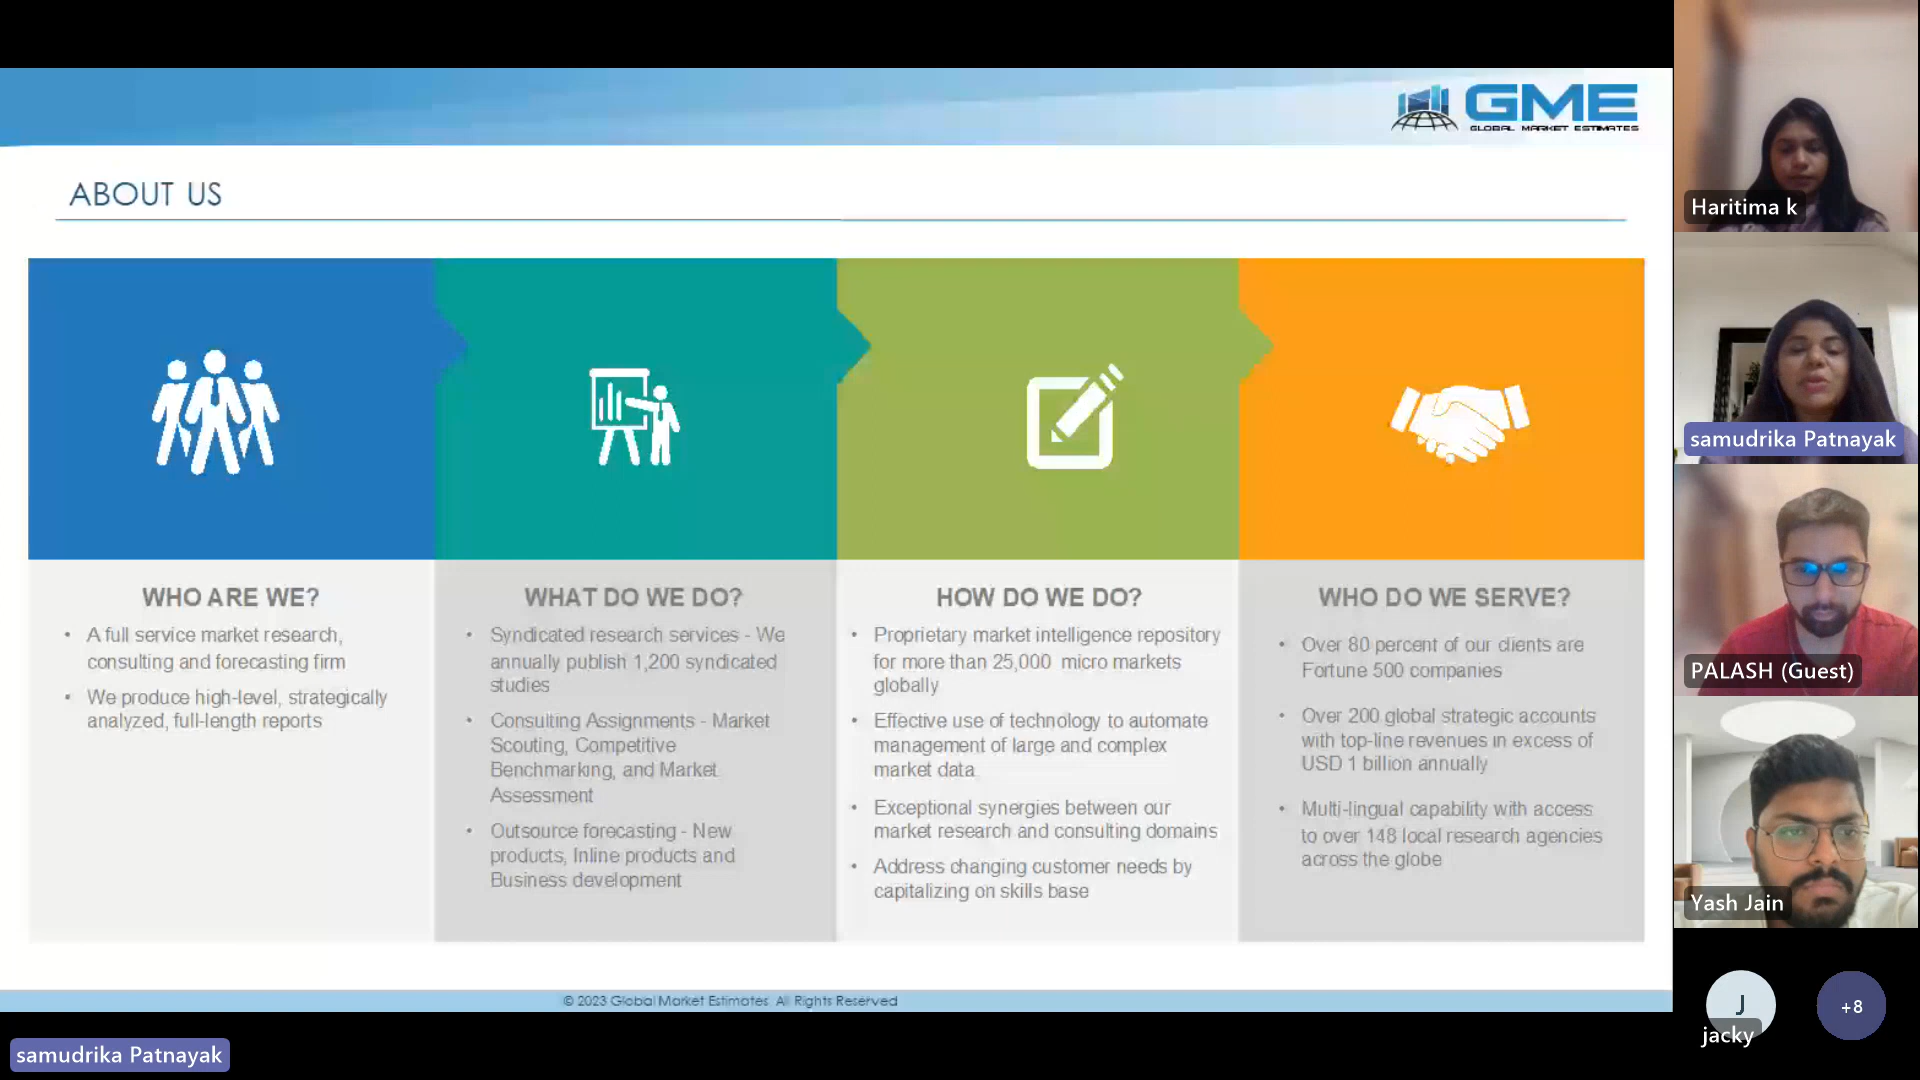 GME
GLOBAL MARKET ESTIMATES
ABOUT US
WHO ARE WE?
• A full service market research,
consulting and forecasting firm
• We produce high-level, strategically
analyzed, full-length reports
WHAT DO WE DO?
• Syndicated research services - We
annually publish 1,200 syndicated
studies
• Consulting Assignments - Market
Scouting, Competitive
Benchmarking, and Market
Assessment
• Outsource forecasting - New
products, Inline products and
Business development
HOW DO WE DO?
• Proprietary market intelligence repository
for more than 25,000 micro markets
globally
• Effective use of technology to automate
management of large and complex
market data
• Exceptional synergies between our
market research and consulting domains
• Address changing customer needs by
capitalizing on skills base
WHO DO WE SERVE?
• Over 80 percent of our clients are
Fortune 500 companies
• Over 200 global strategic accounts
with top-line revenues in excess of
USD 1 billion annually
• Multi-lingual capability with access
to over 148 local research agencies
across the globe
© 2023 Global Market Estimates. All Rights Reserved
samudrika Patnayak
Haritima k
samudrika Patnayak
PALASH (Guest)
Yash Jain
J
jacky
+8